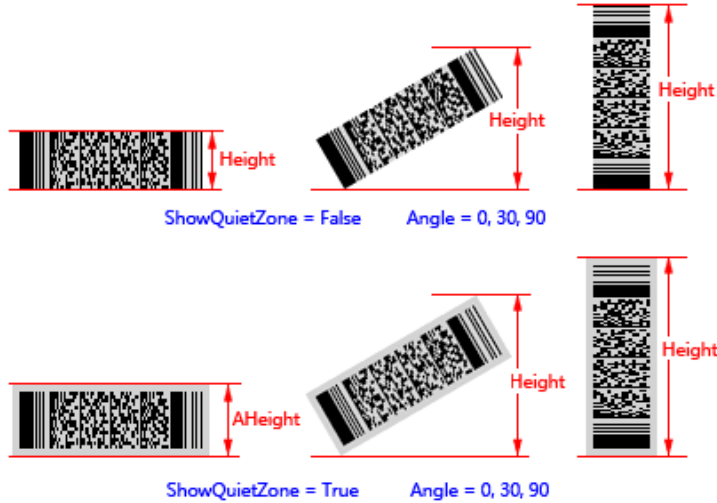 Height
Height
Height
ShowQuietZone = False Angle = 0, 30, 90
AHeight
Height
Height
ShowQuietZone = True Angle = 0, 30, 90